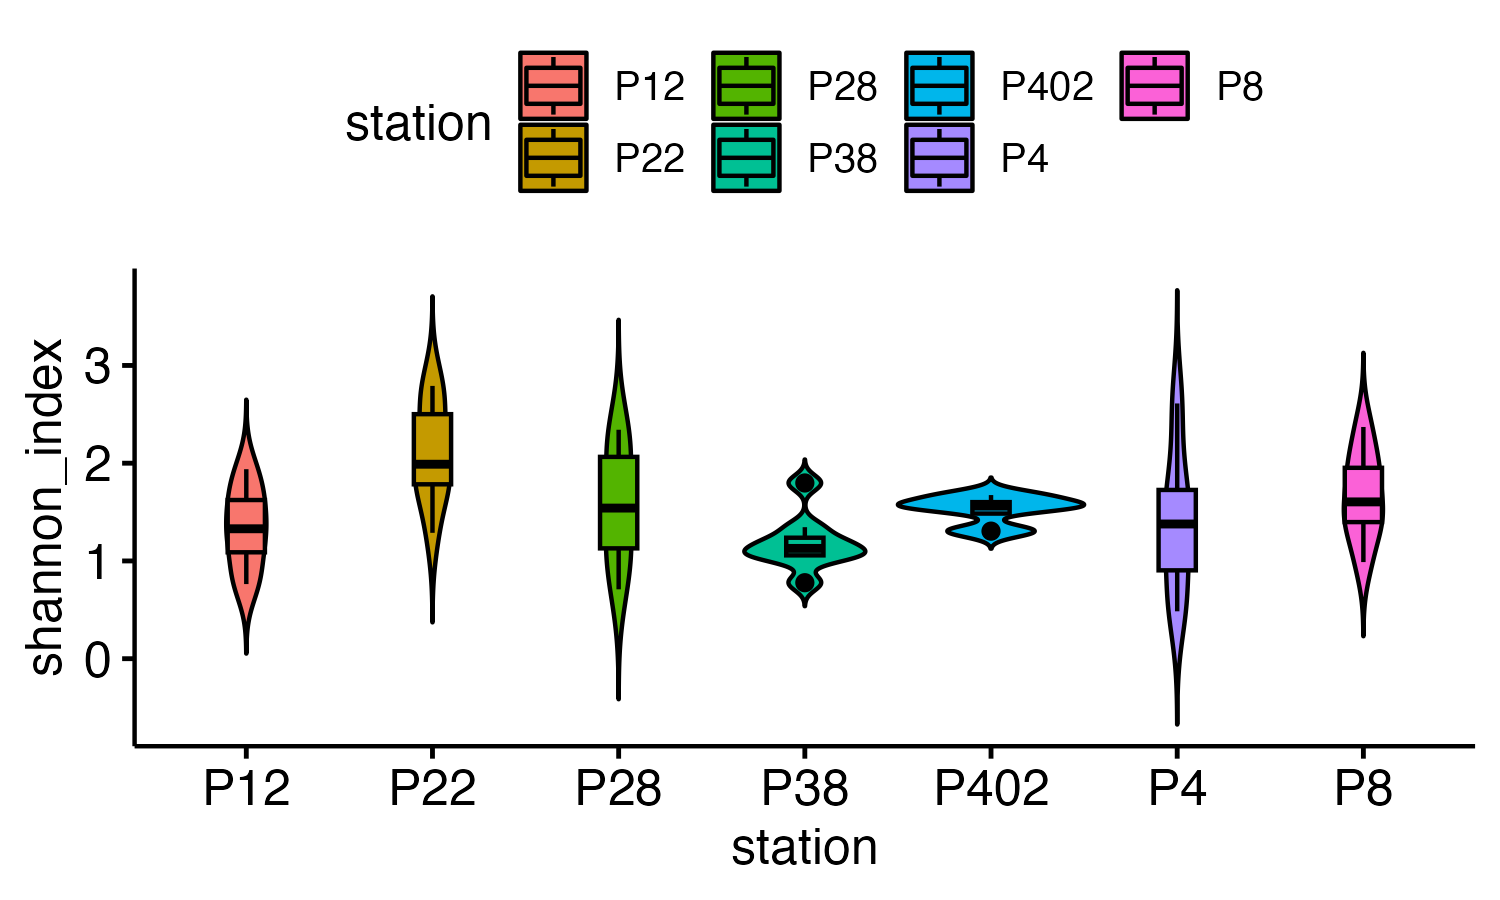 station
P12 P28 P402 P8
P22 P38 P4
shannon_index
3
2
1
0
P12 P22 P28 P38 P402 P4 P8
station